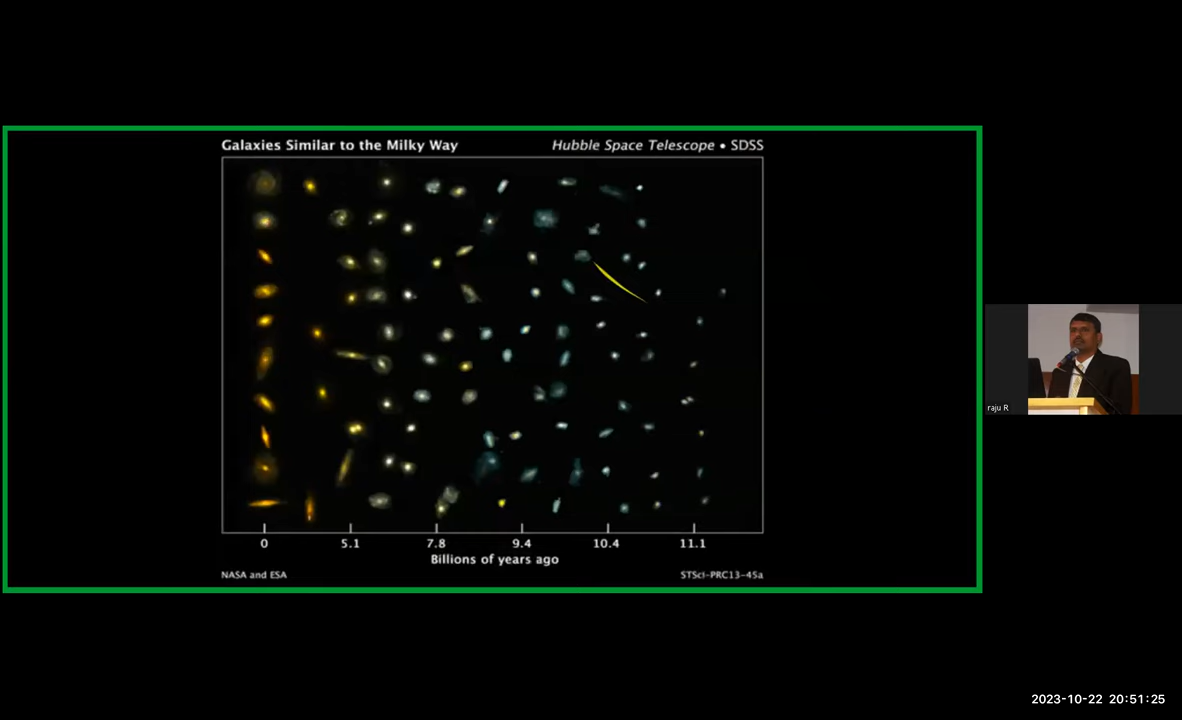 Galaxies Similar to the Milky Way
Hubble Space Telescope • SDSS
0 5.1 7.8 9.4 10.4 11.1
Billions of years ago
NASA and ESA
STScI-PRC13-45a
raju R
2023-10-22 20:51:25